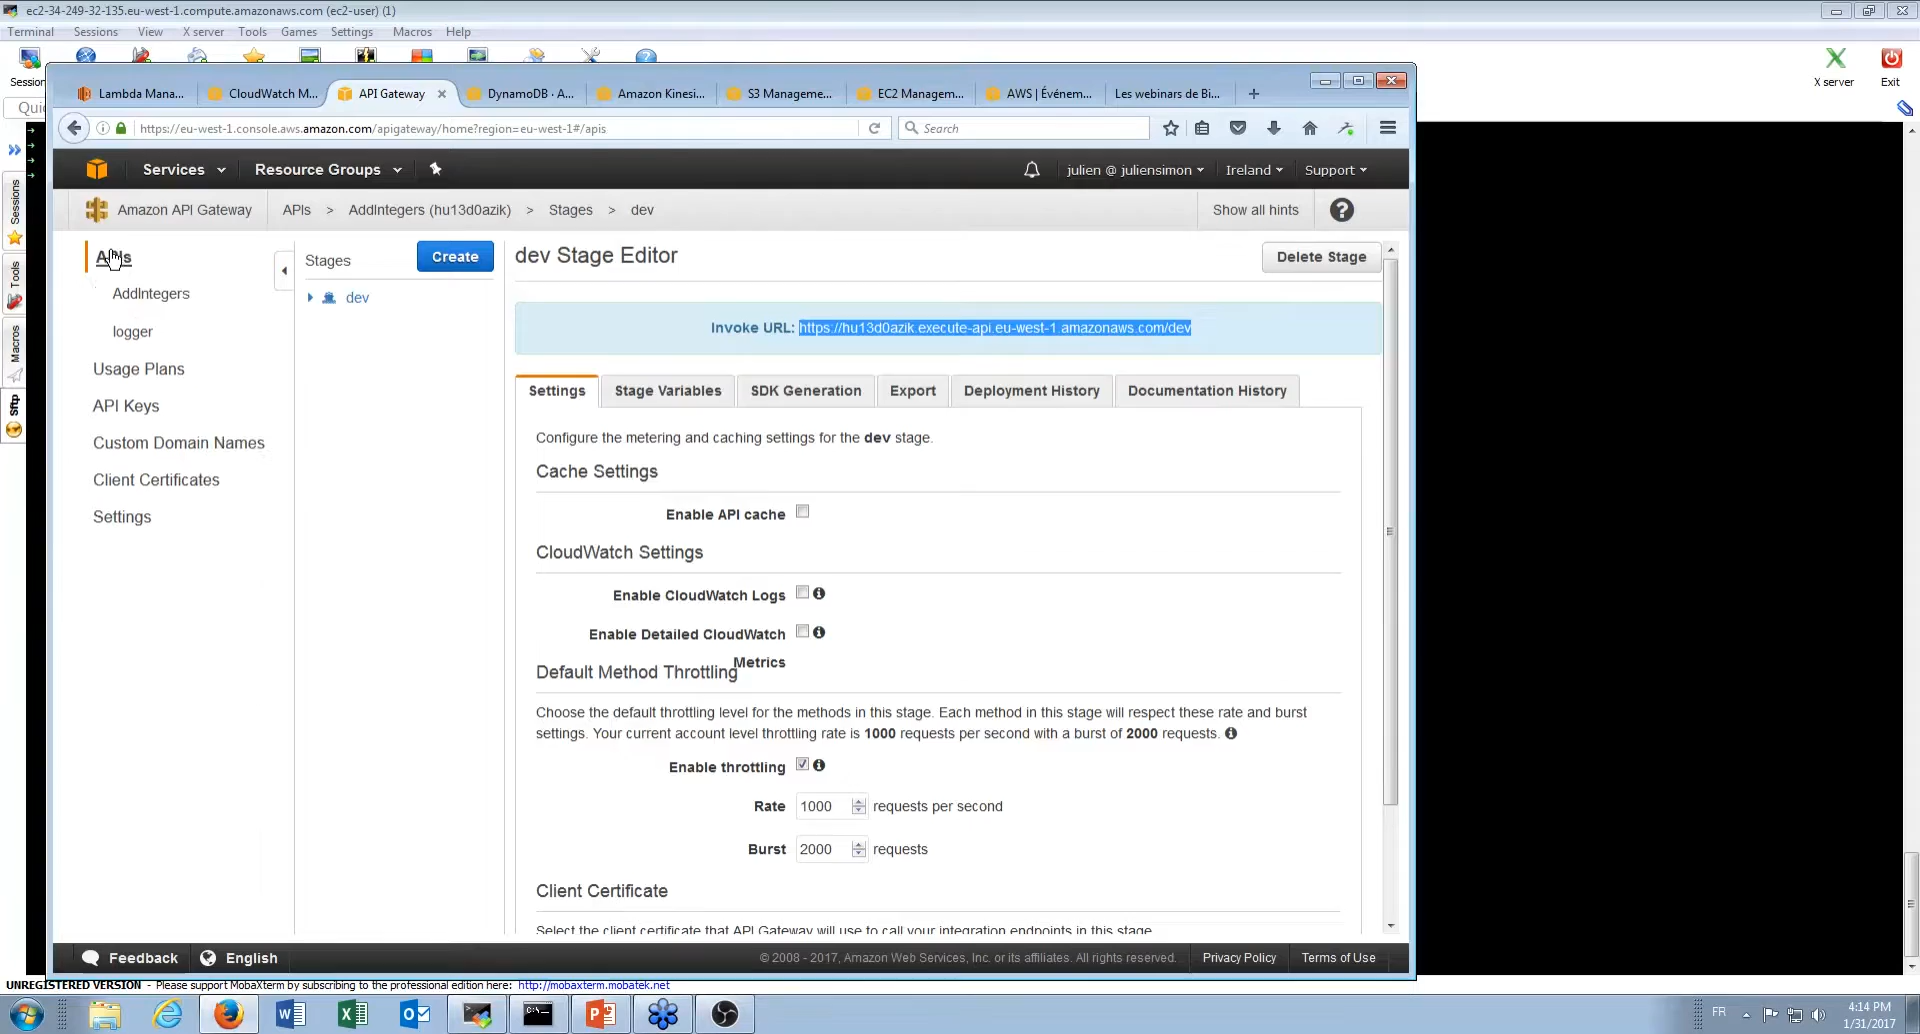 ec2-34-249-32-135.eu-west-1.compute.amazonaws.com (ec2-user) (1)
Terminal Sessions View X server Tools Games Settings Macros Help
Session
X server
Exit
Quic
Lambda Mana...
CloudWatch M...
API Gateway
DynamoDB · A...
Amazon Kinesi...
S3 Manageme...
EC2 Managem...
AWS | Événem...
Les webinars de Bi...
https://eu-west-1.console.aws.amazon.com/apigateway/home?region=eu-west-1#/apis
Search
Services
Resource Groups
julien @ juliensimon
Ireland
Support
Amazon API Gateway
APIs > AddIntegers (hu13d0azik) > Stages > dev
Show all hints
Sessions
Tools
Macros
Sftp
APIs
AddIntegers
logger
Usage Plans
API Keys
Custom Domain Names
Client Certificates
Settings
Stages
Create
dev
dev Stage Editor
Delete Stage
Invoke URL: https://hu13d0azik.execute-api.eu-west-1.amazonaws.com/dev
Settings
Stage Variables
SDK Generation
Export
Deployment History
Documentation History
Configure the metering and caching settings for the dev stage.
Cache Settings
Enable API cache
CloudWatch Settings
Enable CloudWatch Logs
Enable Detailed CloudWatch
Metrics
Default Method Throttling
Choose the default throttling level for the methods in this stage. Each method in this stage will respect these rate and burst
settings. Your current account level throttling rate is 1000 requests per second with a burst of 2000 requests.
Enable throttling
Rate 1000 requests per second
Burst 2000 requests
Client Certificate
Select the client certificate that API Gateway will use to call your integration endpoints in this stage.
Feedback
English
© 2008 - 2017, Amazon Web Services, Inc. or its affiliates. All rights reserved.
Privacy Policy
Terms of Use
UNREGISTERED VERSION - Please support MobaXterm by subscribing to the professional edition here: http://mobaxterm.mobatek.net
FR
4:14 PM
1/31/2017